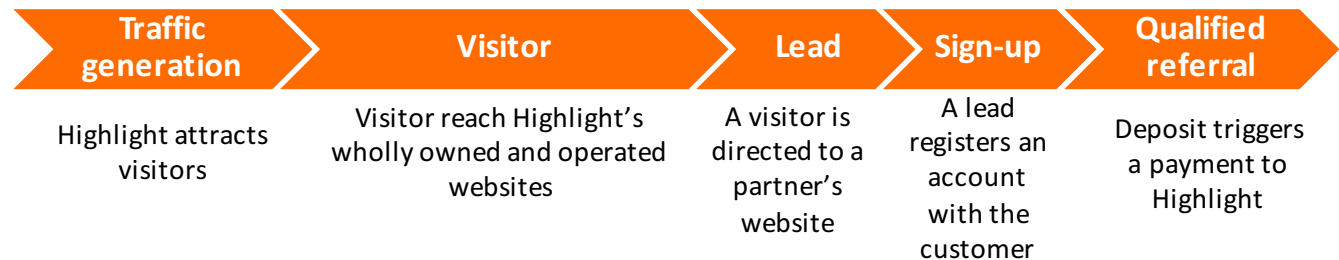 Traffic
generation
Visitor
Lead
Sign-up
Qualified
referral
Highlight attracts
visitors
Visitor reach Highlight's
wholly owned and operated
websites
A visitor is
directed to a
partner's
website
A lead
registers an
account
with the
customer
Deposit triggers
a payment to
Highlight